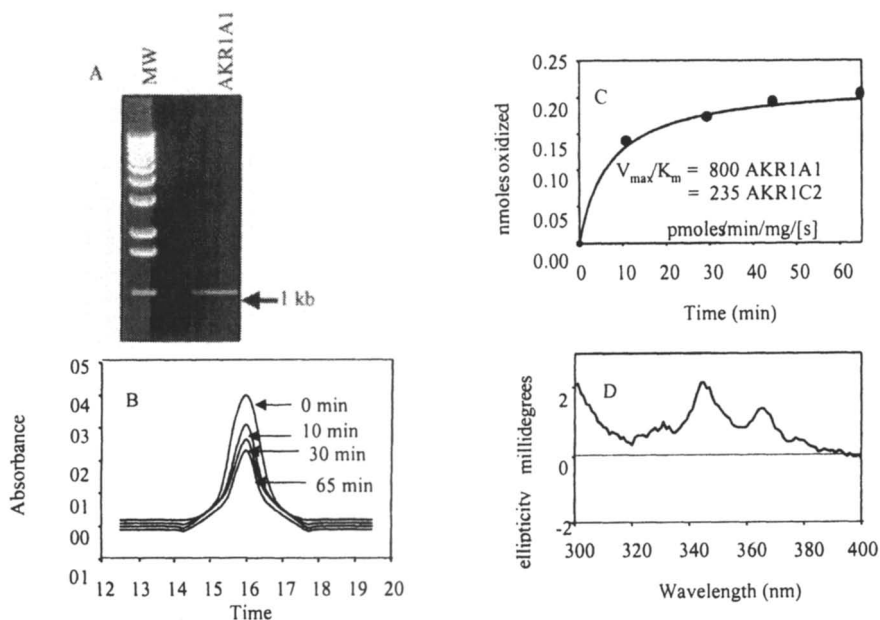 A
MW
AKR1A1
1 kb
B
05
04
03
02
01
00
01
Absorbance
0 min
10 min
30 min
65 min
12 13 14 15 16 17 18 19 20
Time
C
0.25
0.20
0.15
0.10
0.05
0.00
nmoles oxidized
Vmax/Km = 800 AKR1A1
= 235 AKR1C2
pmoles/min/mg/[s]
0 10 20 30 40 50 60
Time (min)
D
2
0
-2
ellipticity millidegrees
300 320 340 360 380 400
Wavelength (nm)